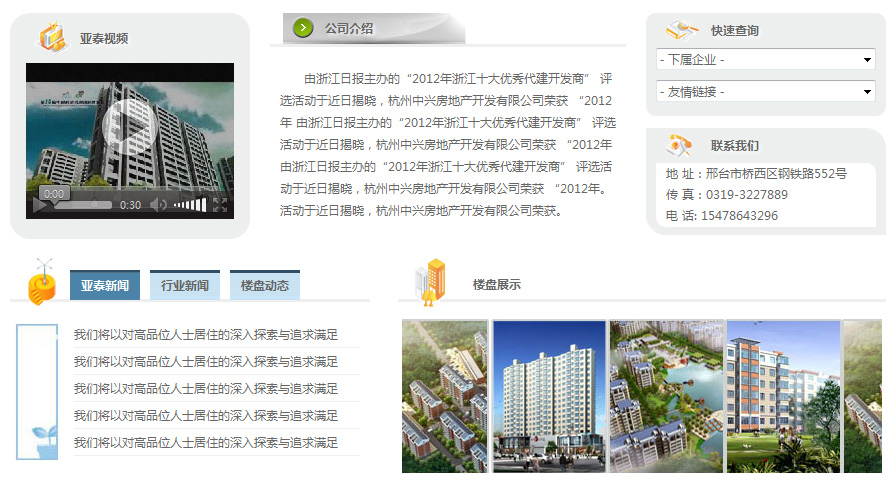 亚泰视频
0:00
0:30
公司介绍
由浙江日报主办的“2012年浙江十大优秀代建开发商” 评
选活动于近日揭晓，杭州中兴房地产开发有限公司荣获 “2012
年 由浙江日报主办的“2012年浙江十大优秀代建开发商” 评选
活动于近日揭晓，杭州中兴房地产开发有限公司荣获 “2012年
由浙江日报主办的“2012年浙江十大优秀代建开发商” 评选活
动于近日揭晓，杭州中兴房地产开发有限公司荣获 “2012年。
活动于近日揭晓，杭州中兴房地产开发有限公司荣获。
快速查询
- 下属企业 -
- 友情链接 -
联系我们
地 址：邢台市桥西区钢铁路552号
传 真：0319-3227889
电 话: 15478643296
亚泰新闻 行业新闻 楼盘动态
我们将以对高品位人士居住的深入探索与追求满足
我们将以对高品位人士居住的深入探索与追求满足
我们将以对高品位人士居住的深入探索与追求满足
我们将以对高品位人士居住的深入探索与追求满足
我们将以对高品位人士居住的深入探索与追求满足
楼盘展示